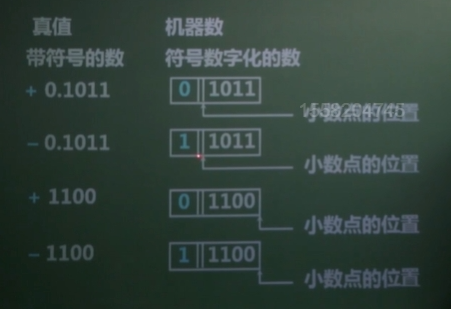 真值 机器数
带符号的数 符号数字化的数
+ 0.1011 0 1011
小数点的位置
− 0.1011 1 1011
小数点的位置
+ 1100 0 1100
小数点的位置
− 1100 1 1100
小数点的位置